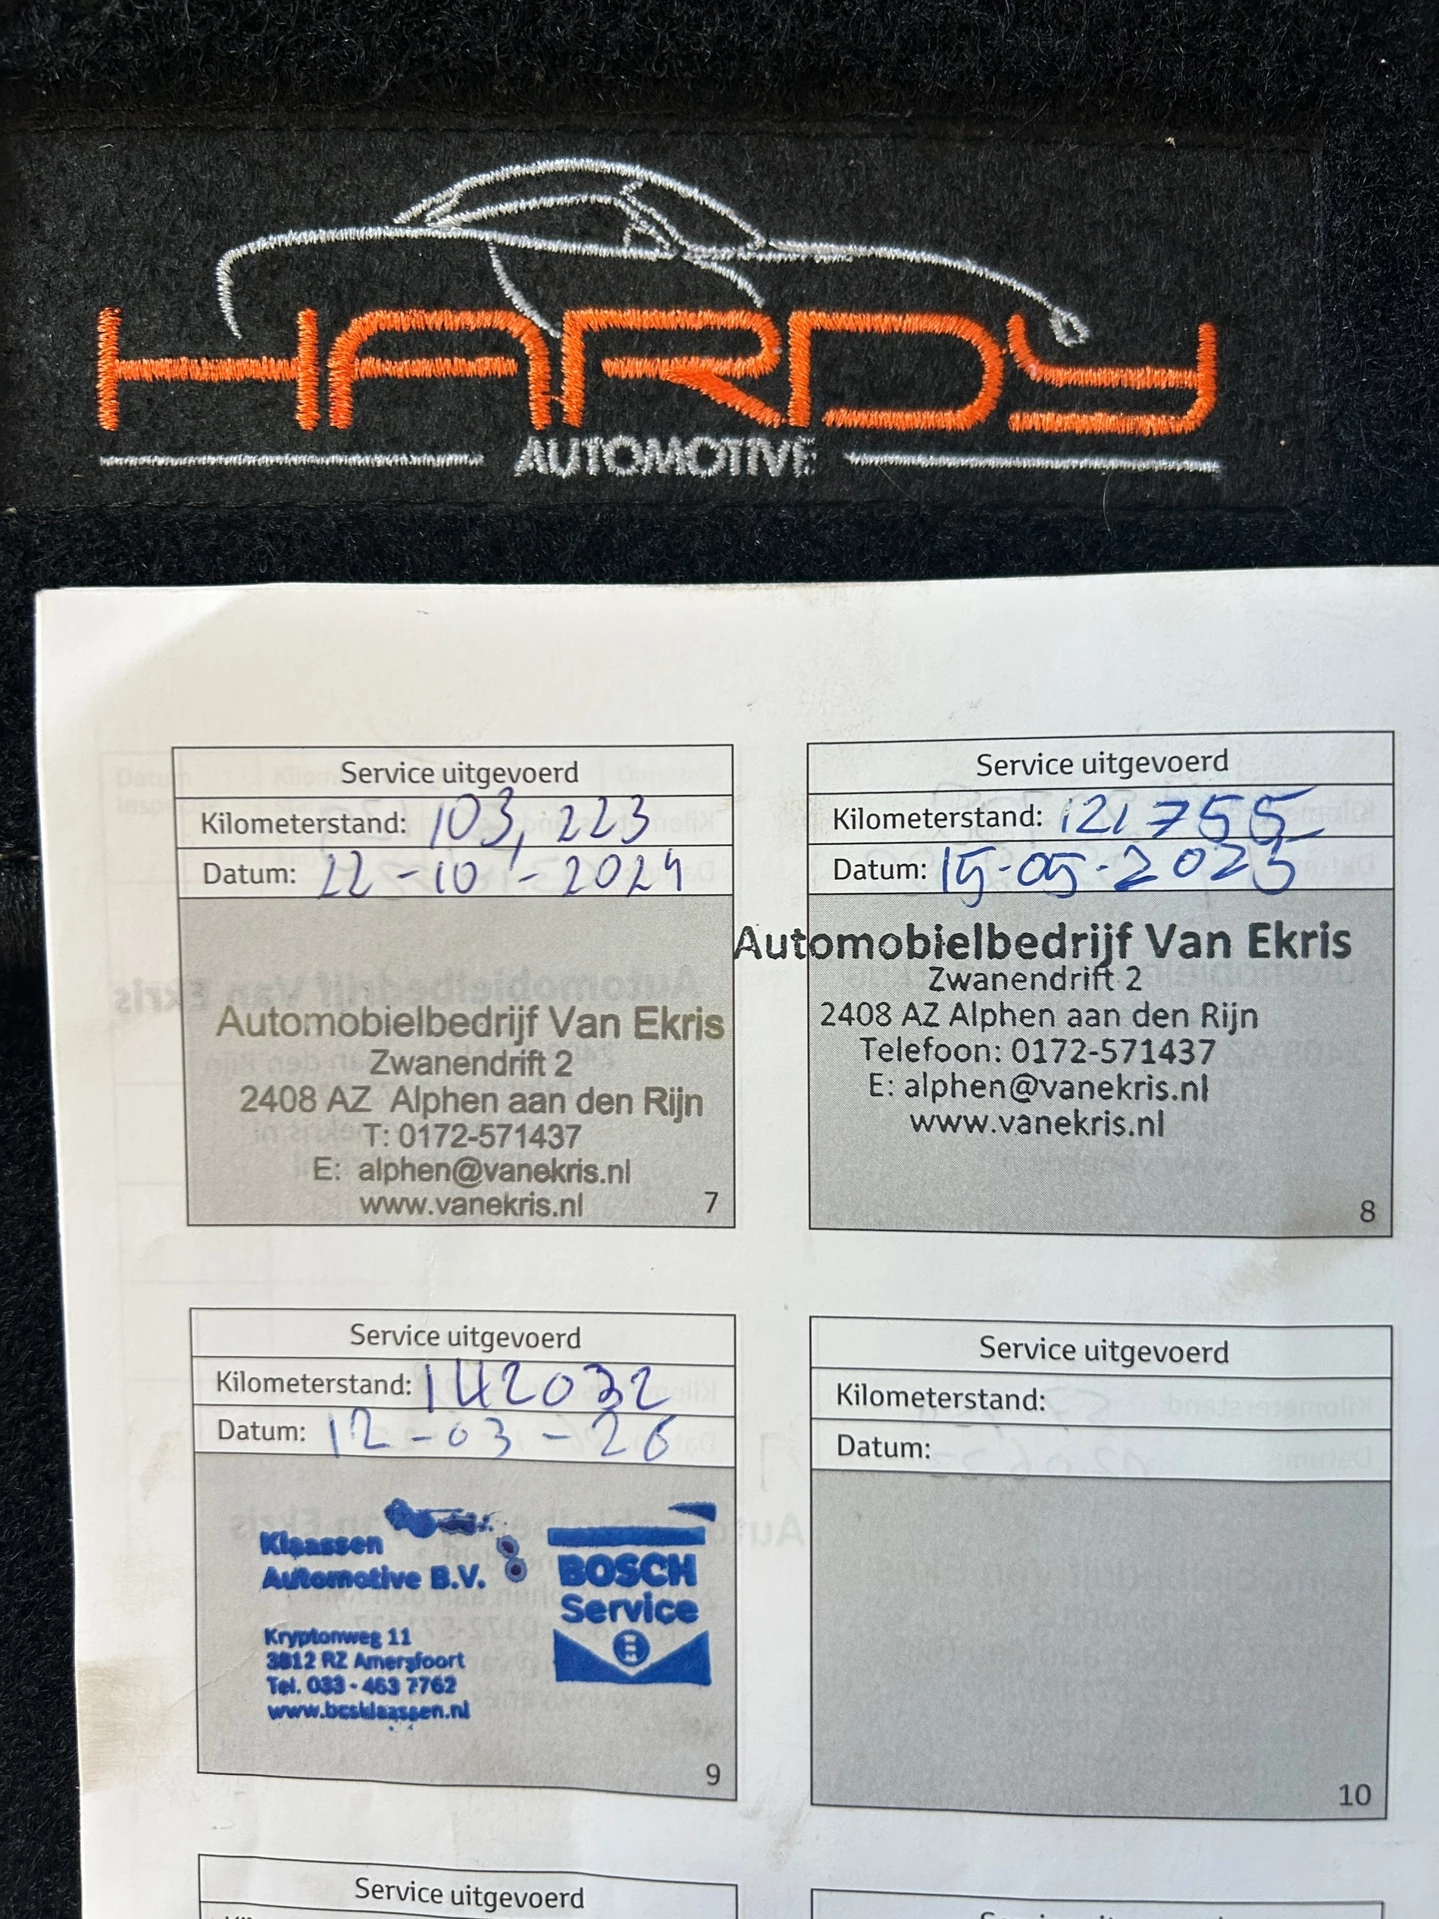 HARDY
AUTOMOTIVE
Service uitgevoerd
Kilometerstand: 103,223
Datum: 22-10-2024
Automobielbedrijf Van Ekris
Zwanendrift 2
2408 AZ Alphen aan den Rijn
T: 0172-571437
E: alphen@vanekris.nl
www.vanekris.nl
7
Service uitgevoerd
Kilometerstand: 121755
Datum: 15-05-2025
Automobielbedrijf Van Ekris
Zwanendrift 2
2408 AZ Alphen aan den Rijn
Telefoon: 0172-571437
E: alphen@vanekris.nl
www.vanekris.nl
8
Service uitgevoerd
Kilometerstand: 142032
Datum: 12-03-26
Klaassen
Automotive B.V.
Kryptonweg 11
3812 RZ Amersfoort
Tel. 033-463 7762
www.bcsklaassen.nl
BOSCH
Service
9
Service uitgevoerd
Kilometerstand:
Datum:
10
Service uitgevoerd